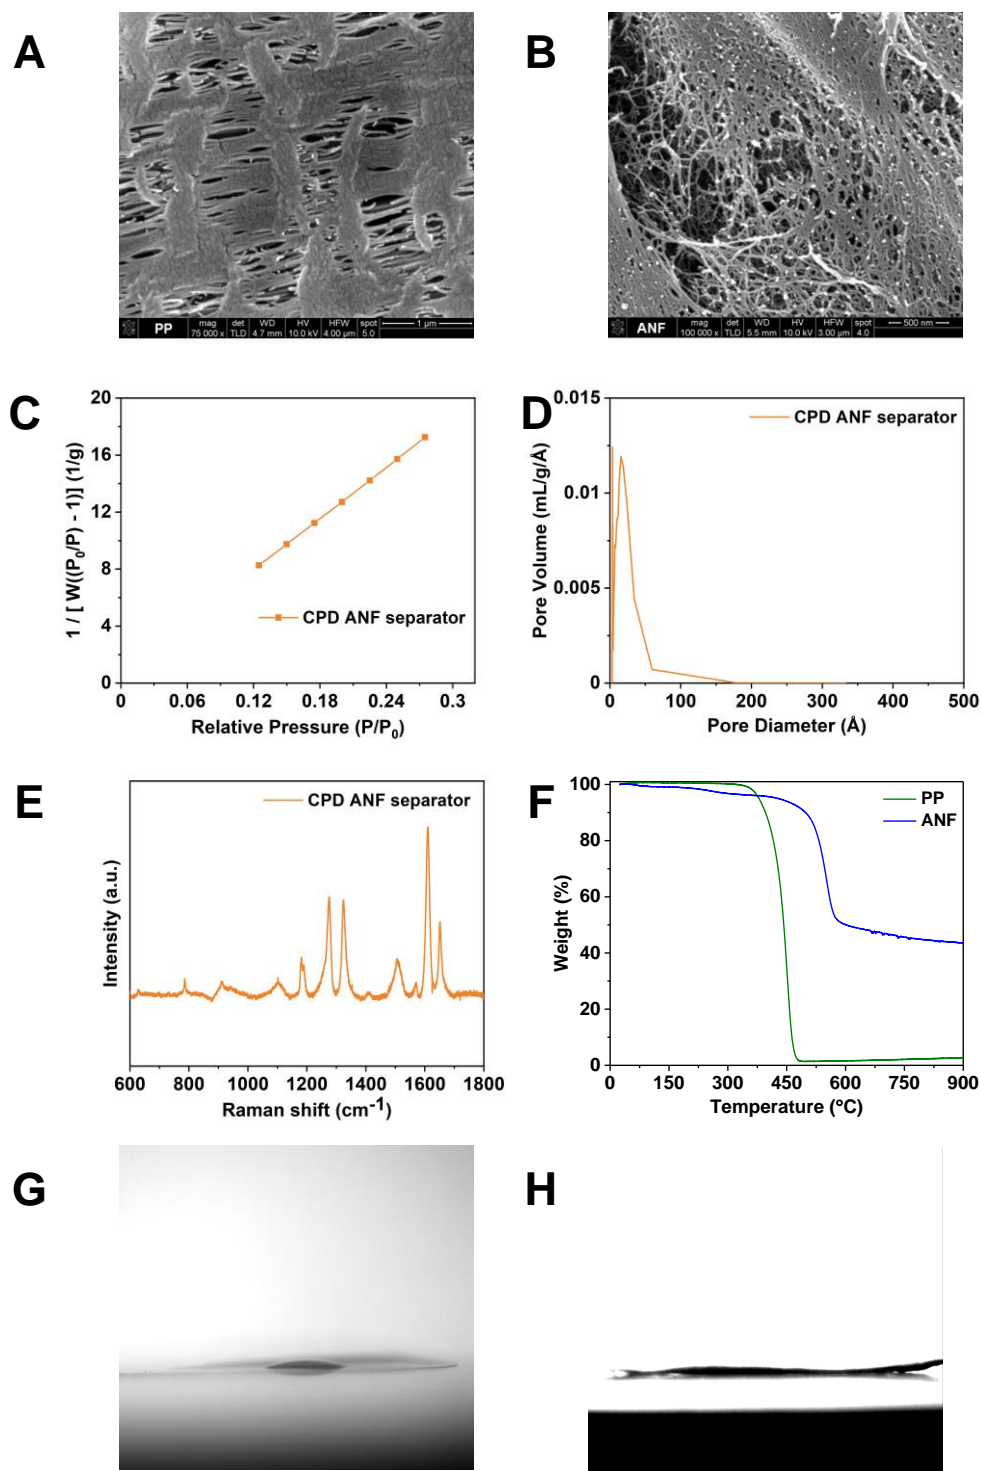 A
PP
mag det WD HV HFW spot
75 000 x TLD 4.7 mm 10.0 kV 4.00 µm 5.0
1 µm
B
ANF
mag det WD HV HFW spot
100 000 x TLD 5.5 mm 10.0 kV 3.00 µm 4.0
500 nm
C
20
16
12
8
4
0
1 / [ W((P₀/P) - 1)] (1/g)
CPD ANF separator
0 0.06 0.12 0.18 0.24 0.3
Relative Pressure (P/P₀)
D
0.015
0.01
0.005
0
Pore Volume (mL/g/Å)
CPD ANF separator
0 100 200 300 400 500
Pore Diameter (Å)
E
CPD ANF separator
Intensity (a.u.)
600 800 1000 1200 1400 1600 1800
Raman shift (cm⁻¹)
F
100
80
60
40
20
0
Weight (%)
PP
ANF
0 150 300 450 600 750 900
Temperature (°C)
G
H